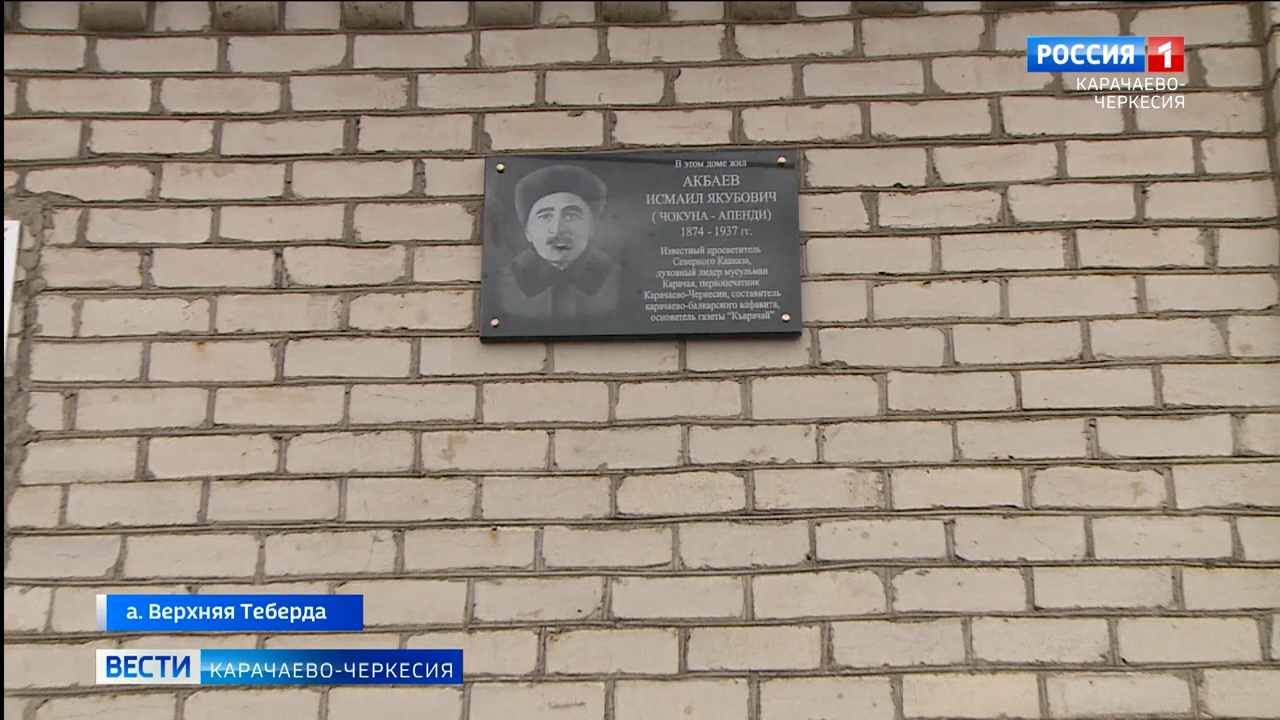 РОССИЯ 1
КАРАЧАЕВО-
ЧЕРКЕСИЯ
В этом доме жил
АКБАЕВ
ИСМАИЛ ЯКУБОВИЧ
( ЧОКУНА - АПЕНДИ)
1874 - 1937 гг.
Известный просветитель
Северного Кавказа,
духовный лидер мусульман
Карачая, первопечатник
Карачаево-Черкесии, составитель
карачаево-балкарского алфавита,
основатель газеты "Къарачай"
а. Верхняя Теберда
ВЕСТИ КАРАЧАЕВО-ЧЕРКЕСИЯ